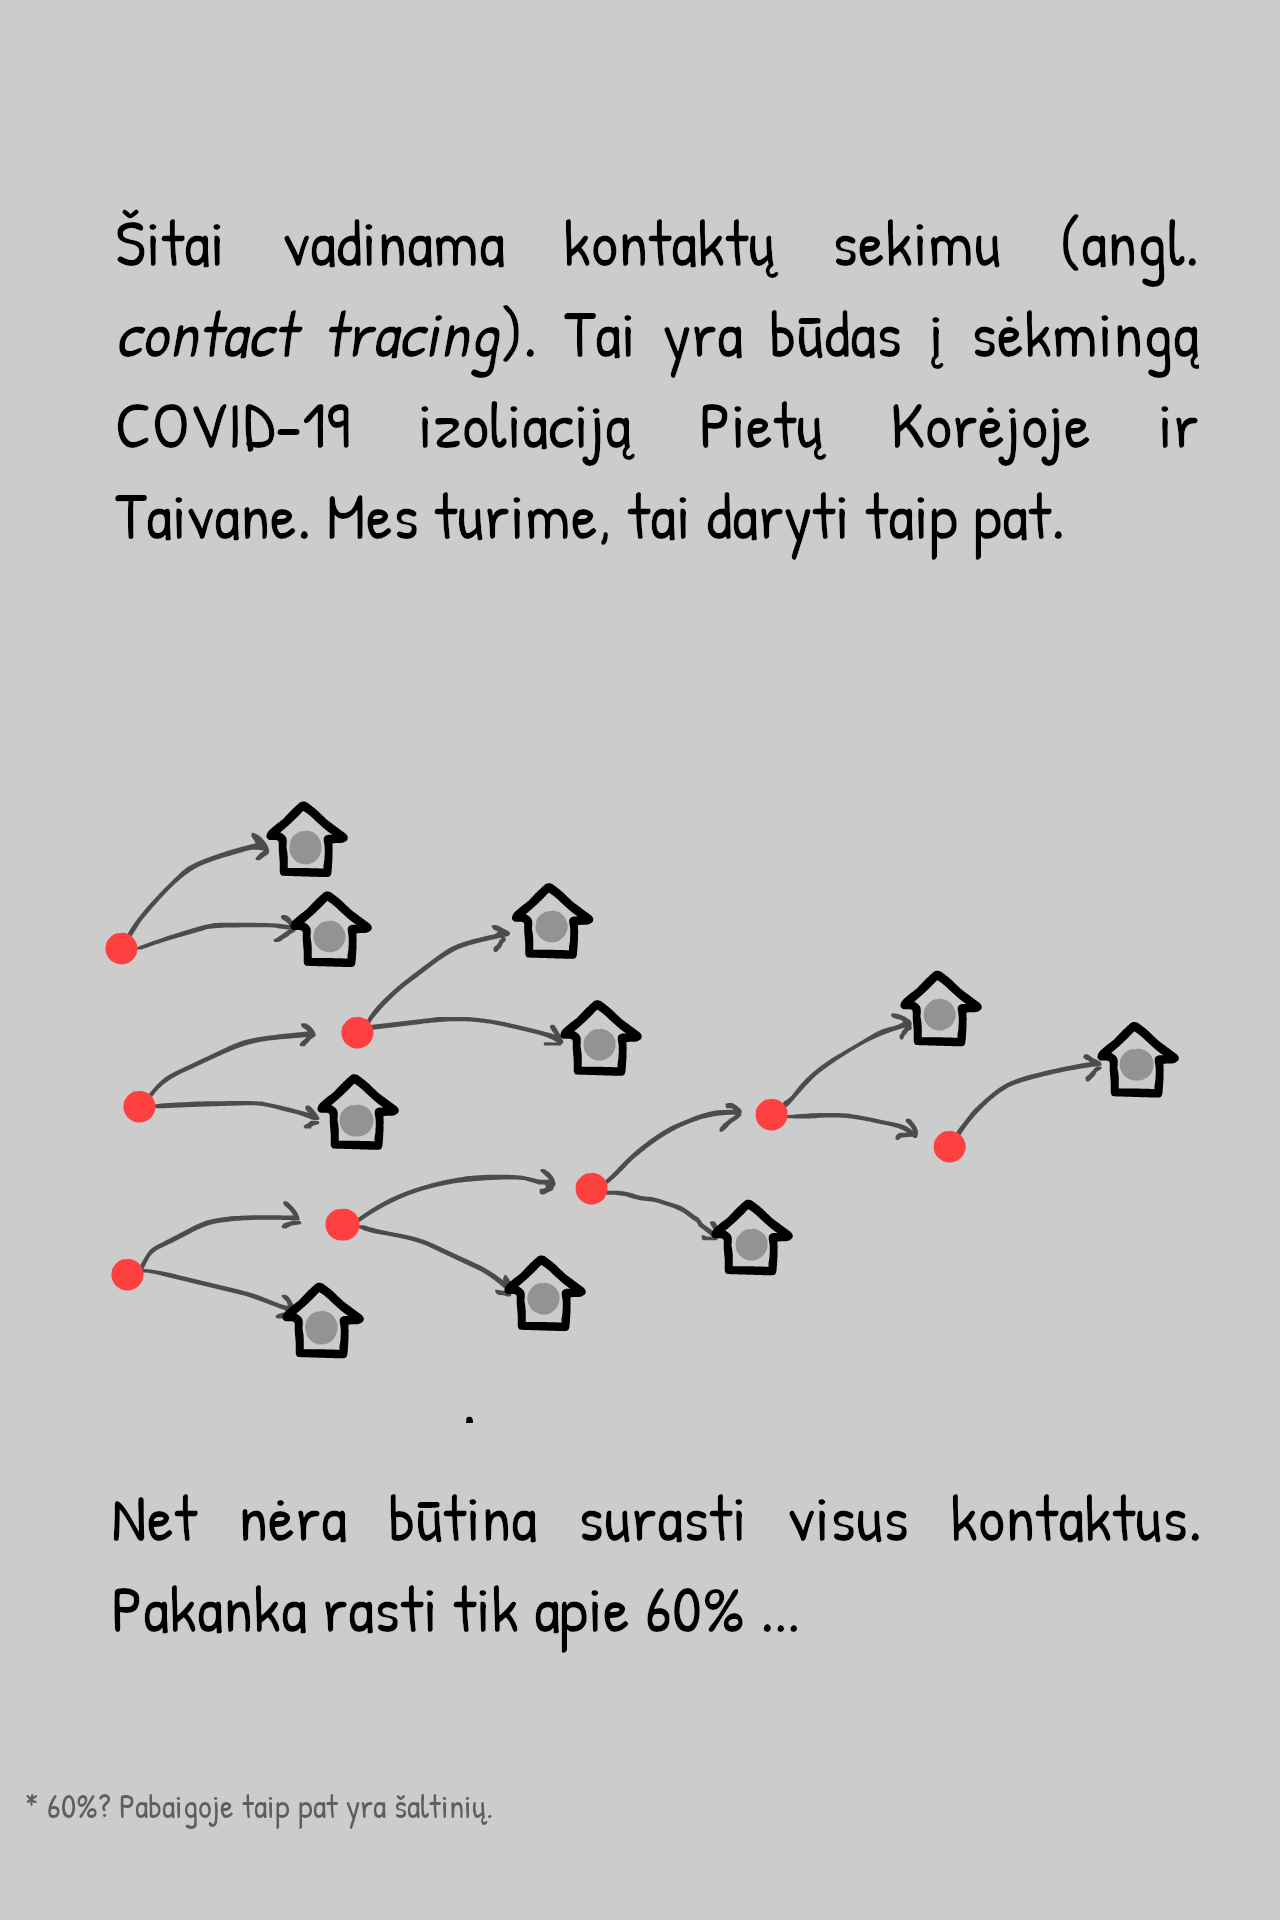 Šitai vadinama kontaktų sekimu (angl.
contact tracing). Tai yra būdas į sėkmingą
COVID-19 izoliaciją Pietų Korėjoje ir
Taivane. Mes turime, tai daryti taip pat.
Net nėra būtina surasti visus kontaktus.
Pakanka rasti tik apie 60% ...
* 60%? Pabaigoje taip pat yra šaltinių.